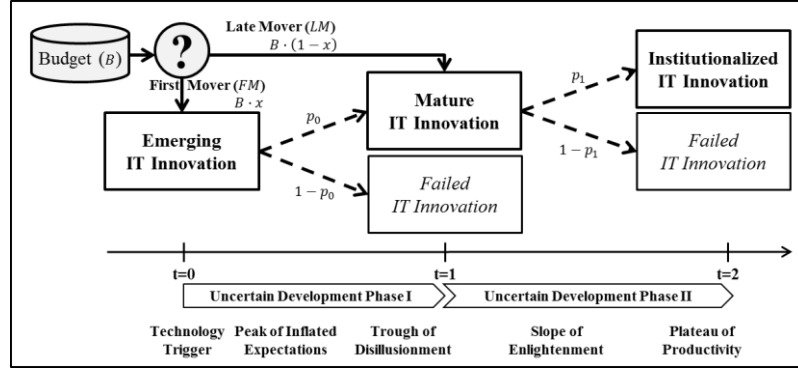 Budget (B)
?
Late Mover (LM)
B · (1 − x)
First Mover (FM)
B · x
Emerging
IT Innovation
p₀
1 − p₀
Mature
IT Innovation
Failed
IT Innovation
p₁
1 − p₁
Institutionalized
IT Innovation
Failed
IT Innovation
t=0
t=1
t=2
Uncertain Development Phase I
Uncertain Development Phase II
Technology
Trigger
Peak of Inflated
Expectations
Trough of
Disillusionment
Slope of
Enlightenment
Plateau of
Productivity